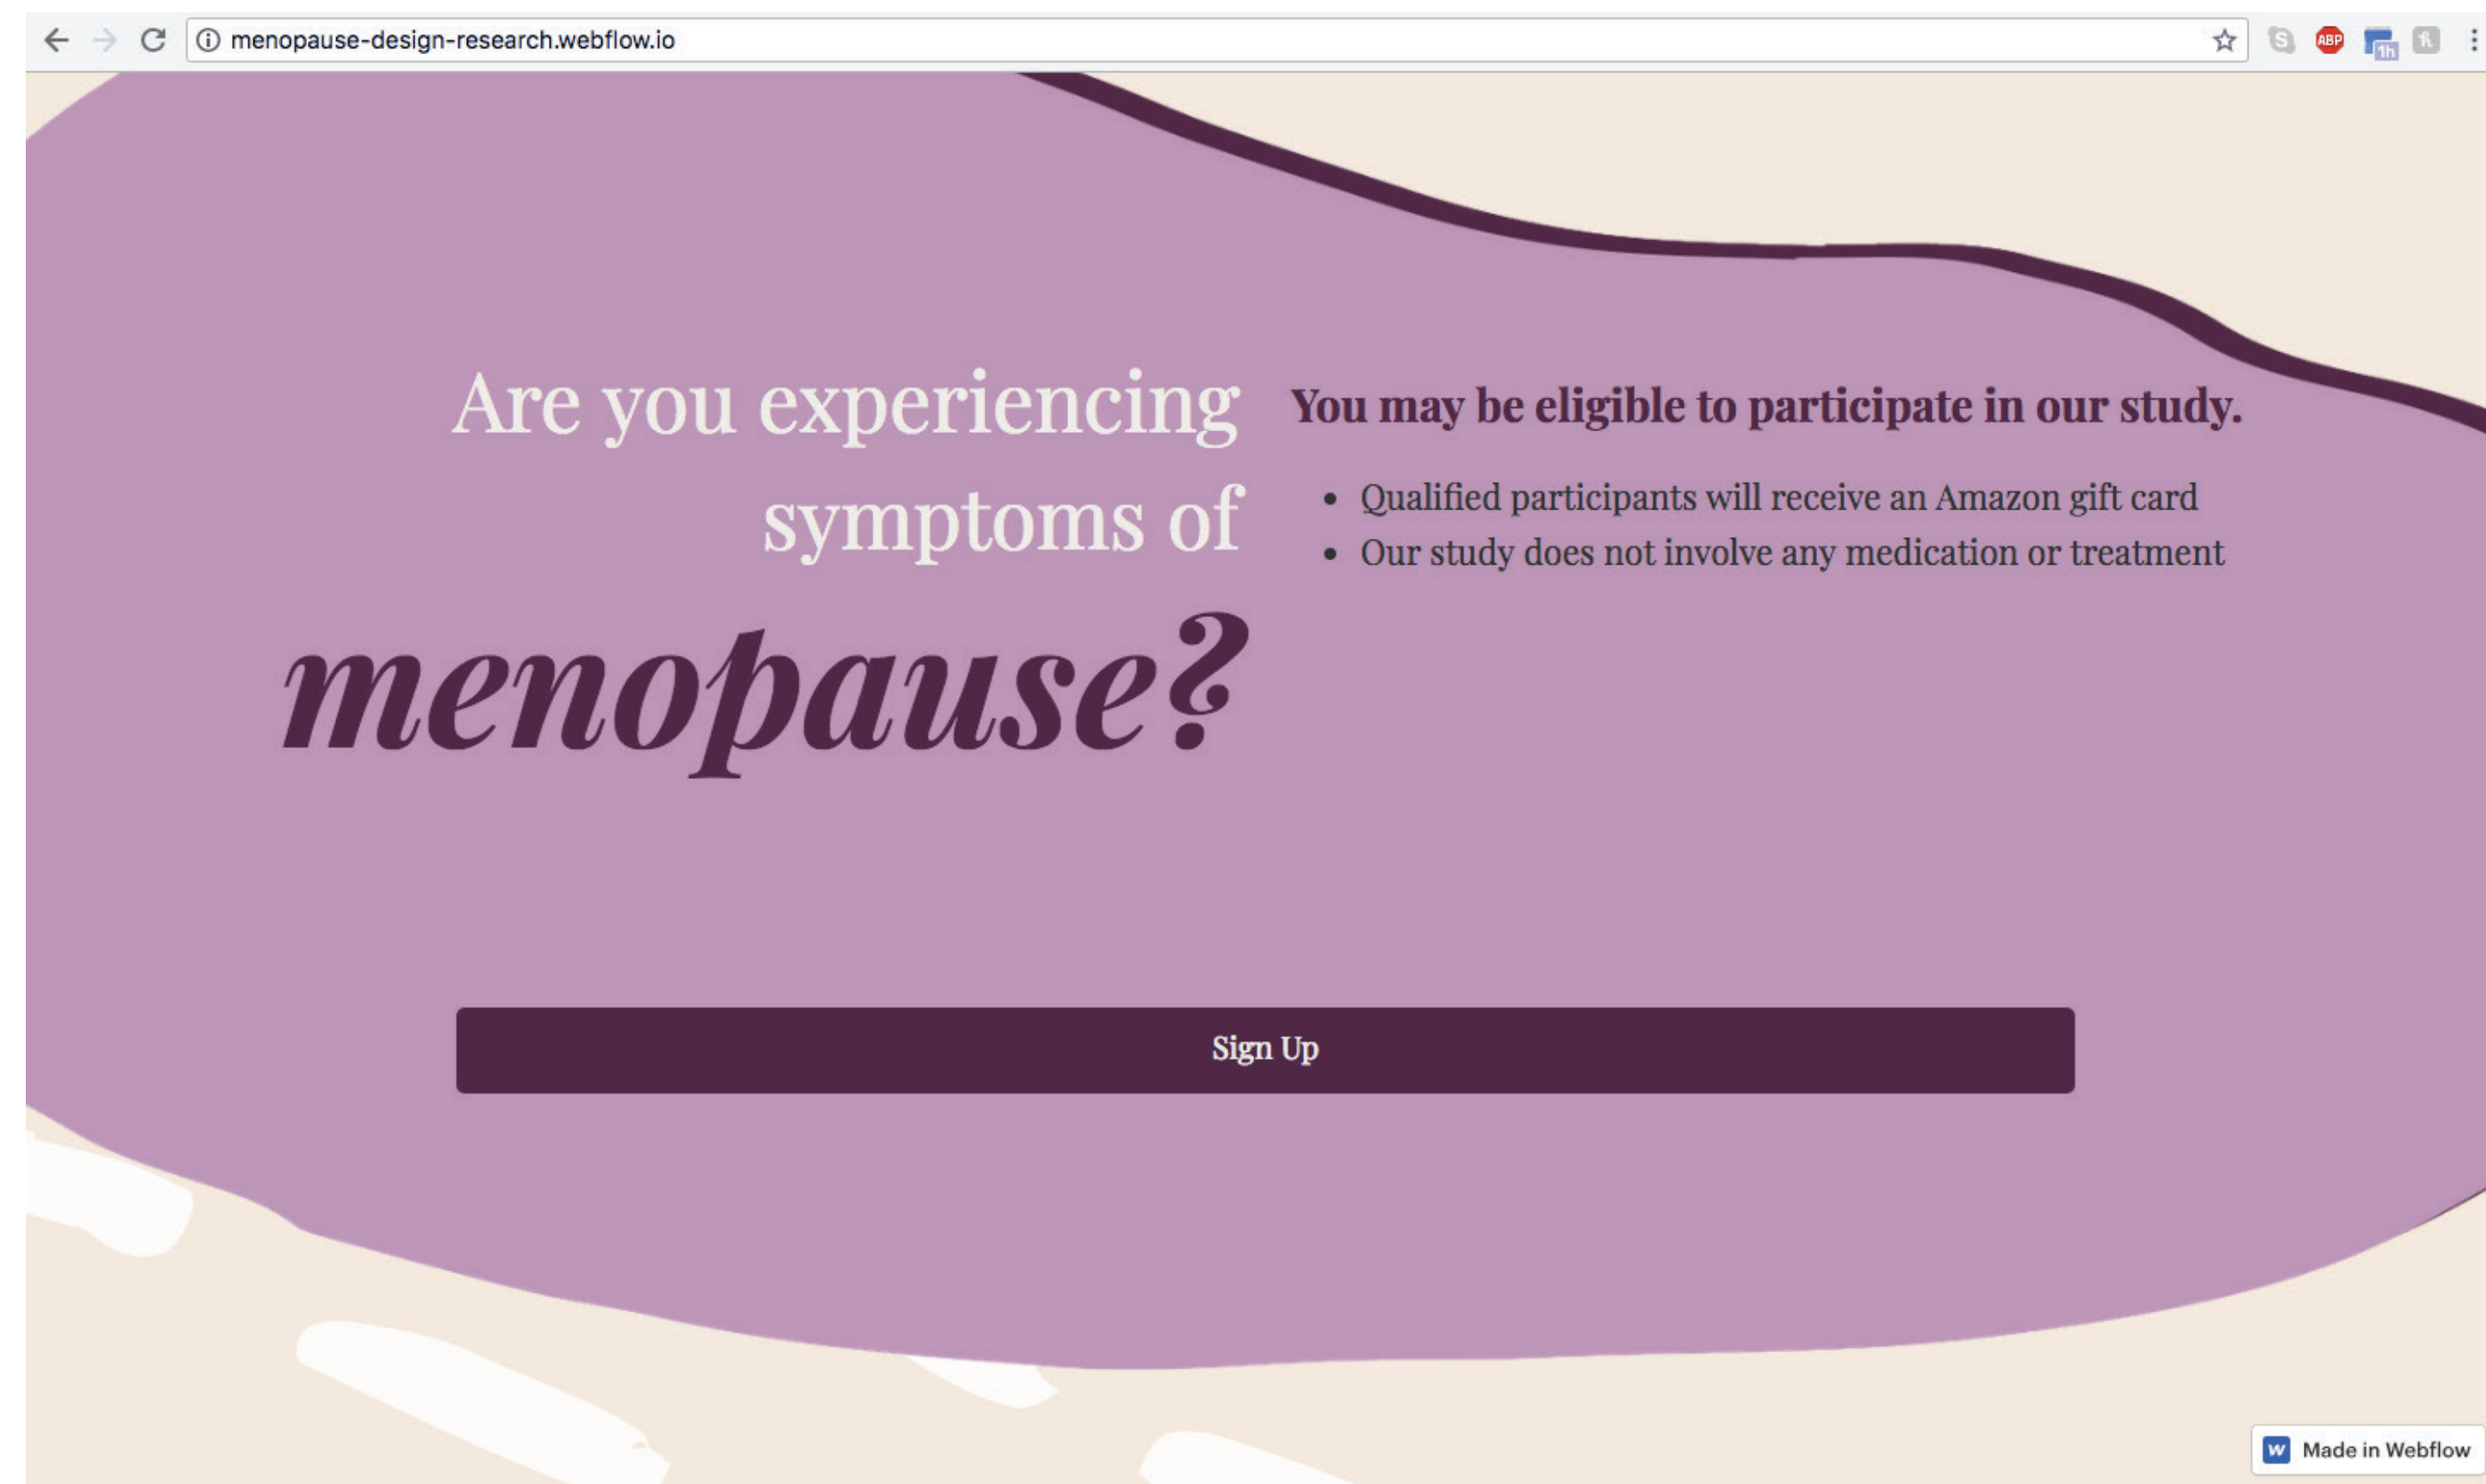 menopause-design-research.webflow.io
S
ABP
1h
Are you experiencing
symptoms of
menopause?
You may be eligible to participate in our study.
• Qualified participants will receive an Amazon gift card
• Our study does not involve any medication or treatment
Sign Up
W Made in Webflow